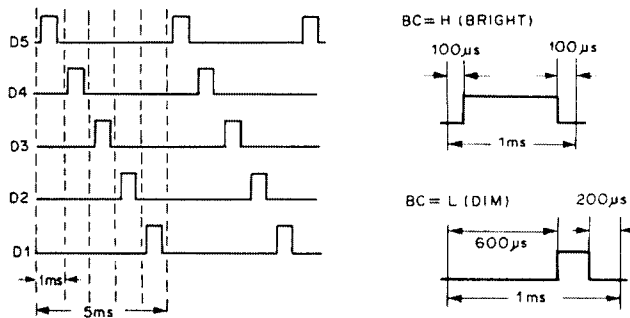 D5
D4
D3
D2
D1
1ms
5ms
BC = H (BRIGHT)
100µs 100µs
1ms
BC = L (DIM)
200µs
600µs
1ms